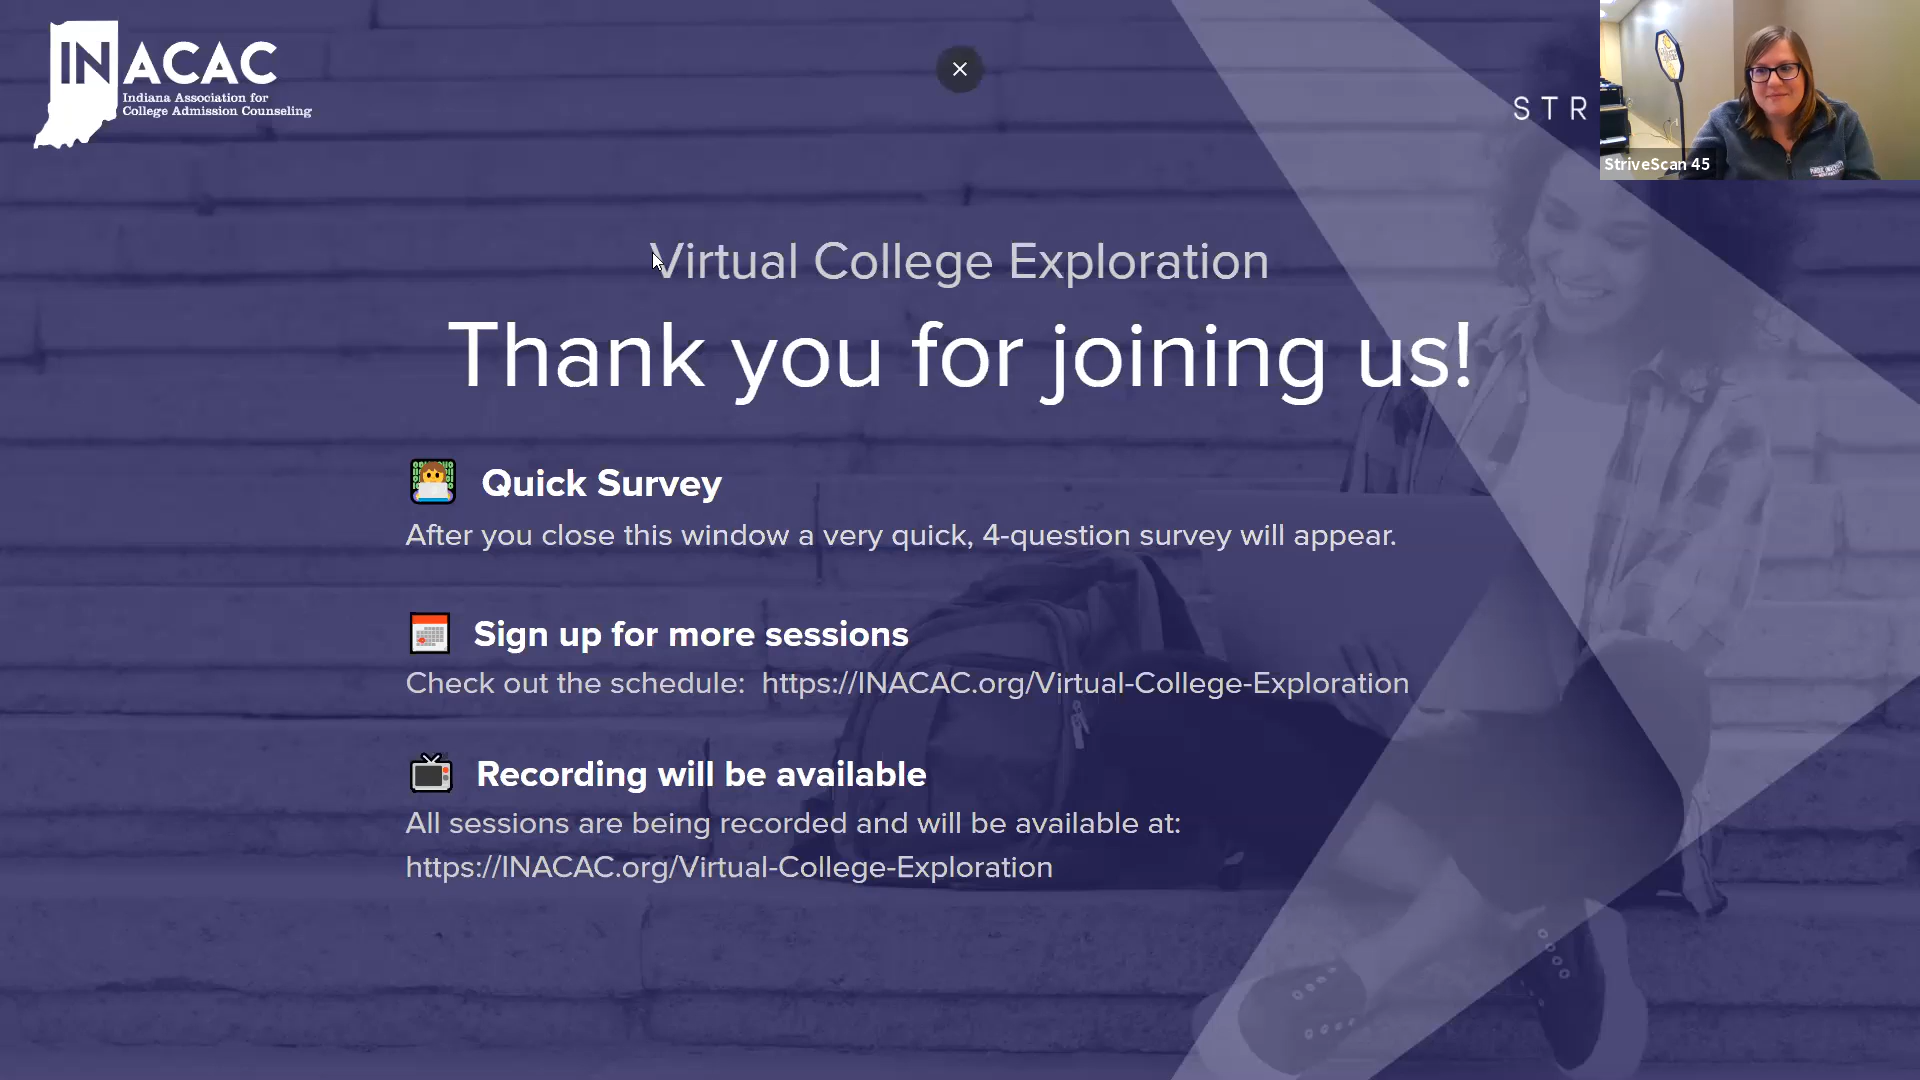 INACAC
Indiana Association for
College Admission Counseling
STR
StriveScan 45
Virtual College Exploration
Thank you for joining us!
Quick Survey
After you close this window a very quick, 4-question survey will appear.
Sign up for more sessions
Check out the schedule: https://INACAC.org/Virtual-College-Exploration
Recording will be available
All sessions are being recorded and will be available at:
https://INACAC.org/Virtual-College-Exploration